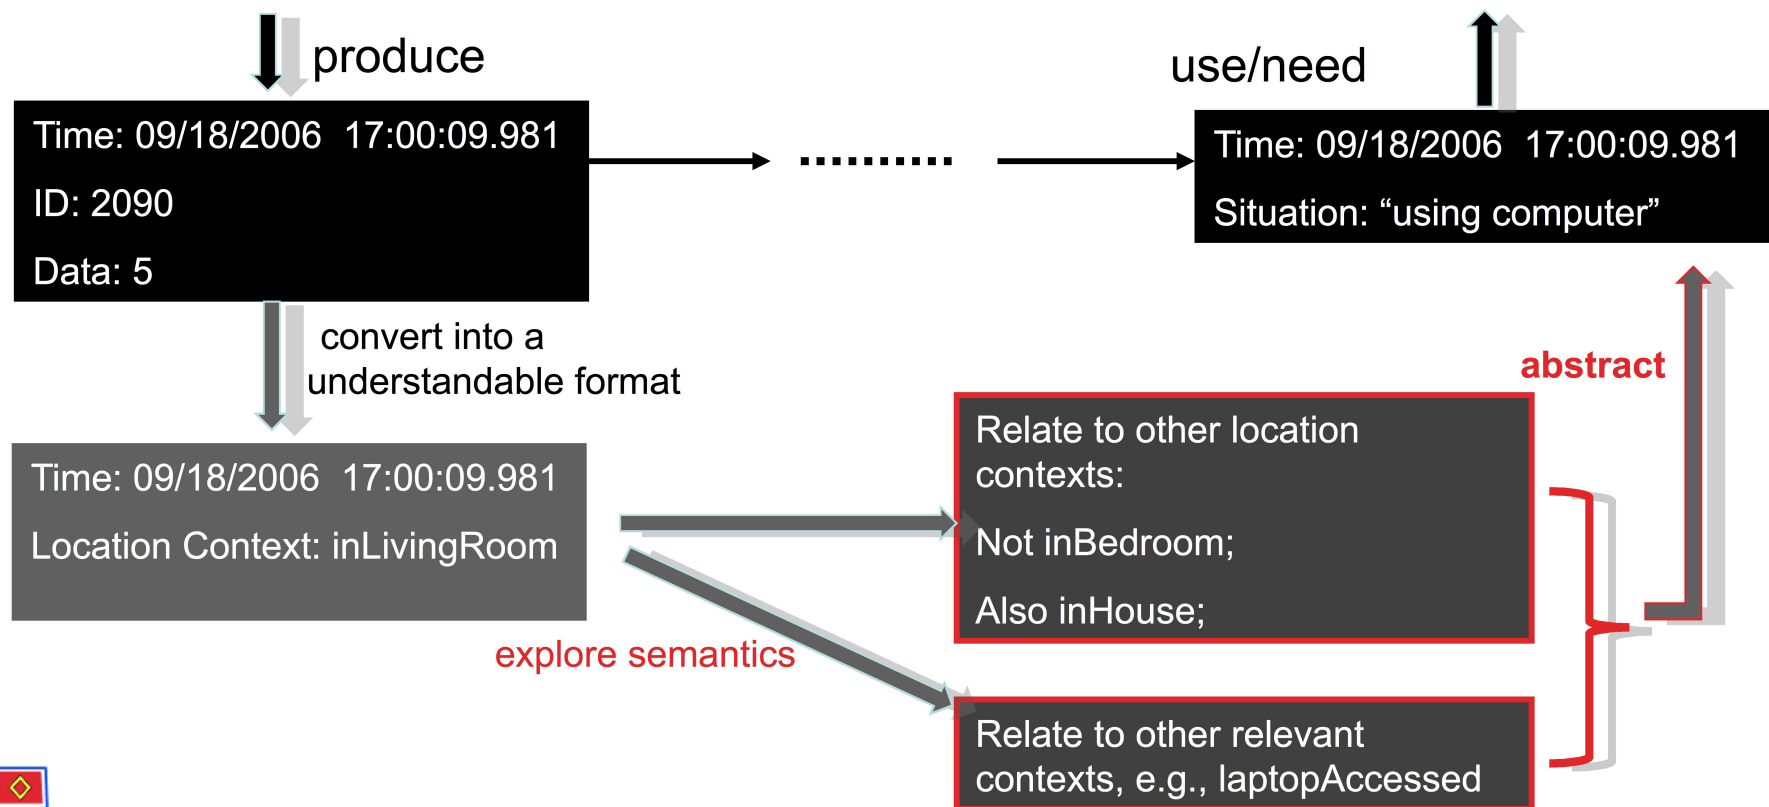 produce
use/need
Time: 09/18/2006 17:00:09.981
ID: 2090
Data: 5
Time: 09/18/2006 17:00:09.981
Situation: “using computer”
convert into a
understandable format
abstract
Time: 09/18/2006 17:00:09.981
Location Context: inLivingRoom
Relate to other location
contexts:
Not inBedroom;
Also inHouse;
explore semantics
Relate to other relevant
contexts, e.g., laptopAccessed